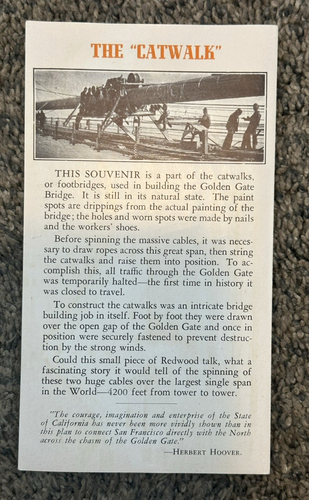 THE "CATWALK"
THIS SOUVENIR is a part of the catwalks,
or footbridges, used in building the Golden Gate
Bridge. It is still in its natural state. The paint
spots are drippings from the actual painting of the
bridge; the holes and worn spots were made by nails
and the workers' shoes.
Before spinning the massive cables, it was neces-
sary to draw ropes across this great span, then string
the catwalks and raise them into position. To ac-
complish this, all traffic through the Golden Gate
was temporarily halted—the first time in history it
was closed to travel.
To construct the catwalks was an intricate bridge
building job in itself. Foot by foot they were drawn
over the open gap of the Golden Gate and once in
position were securely fastened to prevent destruc-
tion by the strong winds.
Could this small piece of Redwood talk, what a
fascinating story it would tell of the spinning of
these two huge cables over the largest single span
in the World—4200 feet from tower to tower.
"The courage, imagination and enterprise of the State
of California has never been more vividly shown than in
this plan to connect San Francisco directly with the North
across the chasm of the Golden Gate."
—HERBERT HOOVER.